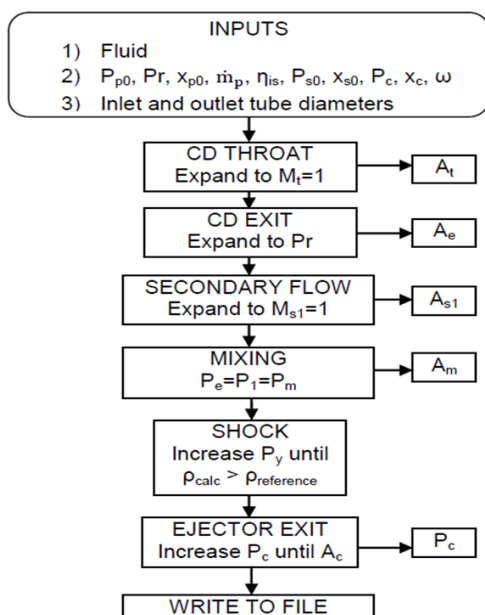 INPUTS
1) Fluid
2) Pp0, Pr, xp0, ṁp, ηis, Ps0, xs0, Pc, xc, ω
3) Inlet and outlet tube diameters
CD THROAT
Expand to Mt=1
At
CD EXIT
Expand to Pr
Ae
SECONDARY FLOW
Expand to Ms1=1
As1
MIXING
Pe=P1=Pm
Am
SHOCK
Increase Py until
ρcalc > ρreference
EJECTOR EXIT
Increase Pc until Ac
Pc
WRITE TO FILE